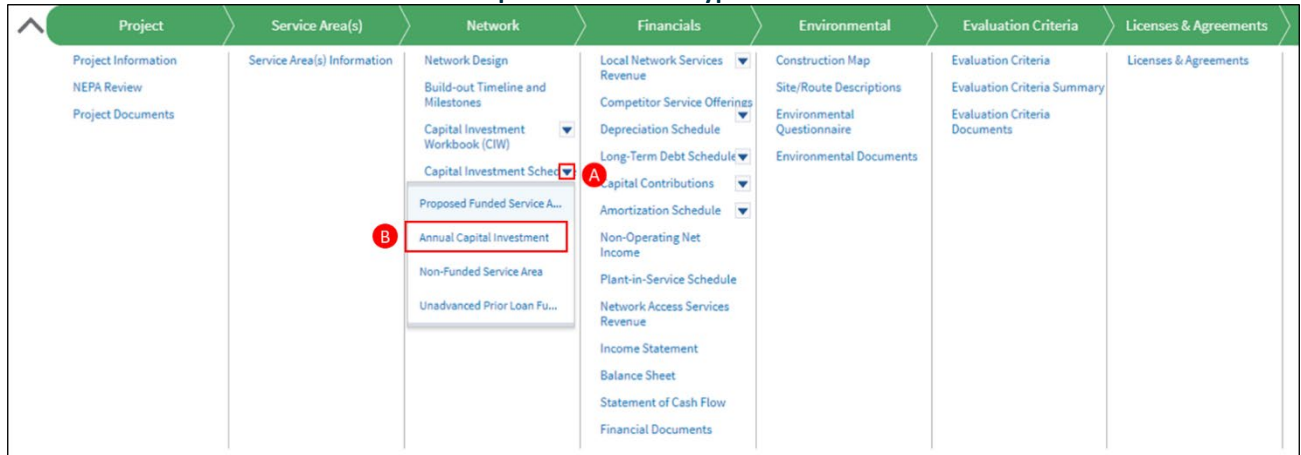 Project
Service Area(s)
Network
Financials
Environmental
Evaluation Criteria
Licenses & Agreements
Project Information
NEPA Review
Project Documents
Service Area(s) Information
Network Design
Build-out Timeline and
Milestones
Capital Investment
Workbook (CIW)
Capital Investment Sched
A
Proposed Funded Service A...
B
Annual Capital Investment
Non-Funded Service Area
Unadvanced Prior Loan Fu...
Local Network Services
Revenue
Competitor Service Offerings
Depreciation Schedule
Long-Term Debt Schedule
Capital Contributions
Amortization Schedule
Non-Operating Net
Income
Plant-in-Service Schedule
Network Access Services
Revenue
Income Statement
Balance Sheet
Statement of Cash Flow
Financial Documents
Construction Map
Site/Route Descriptions
Environmental
Questionnaire
Environmental Documents
Evaluation Criteria
Evaluation Criteria Summary
Evaluation Criteria
Documents
Licenses & Agreements